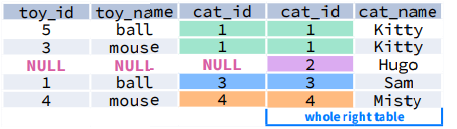 toy_id toy_name cat_id cat_id cat_name
5 ball 1 1 Kitty
3 mouse 1 1 Kitty
NULL NULL NULL 2 Hugo
1 ball 3 3 Sam
4 mouse 4 4 Misty
whole right table